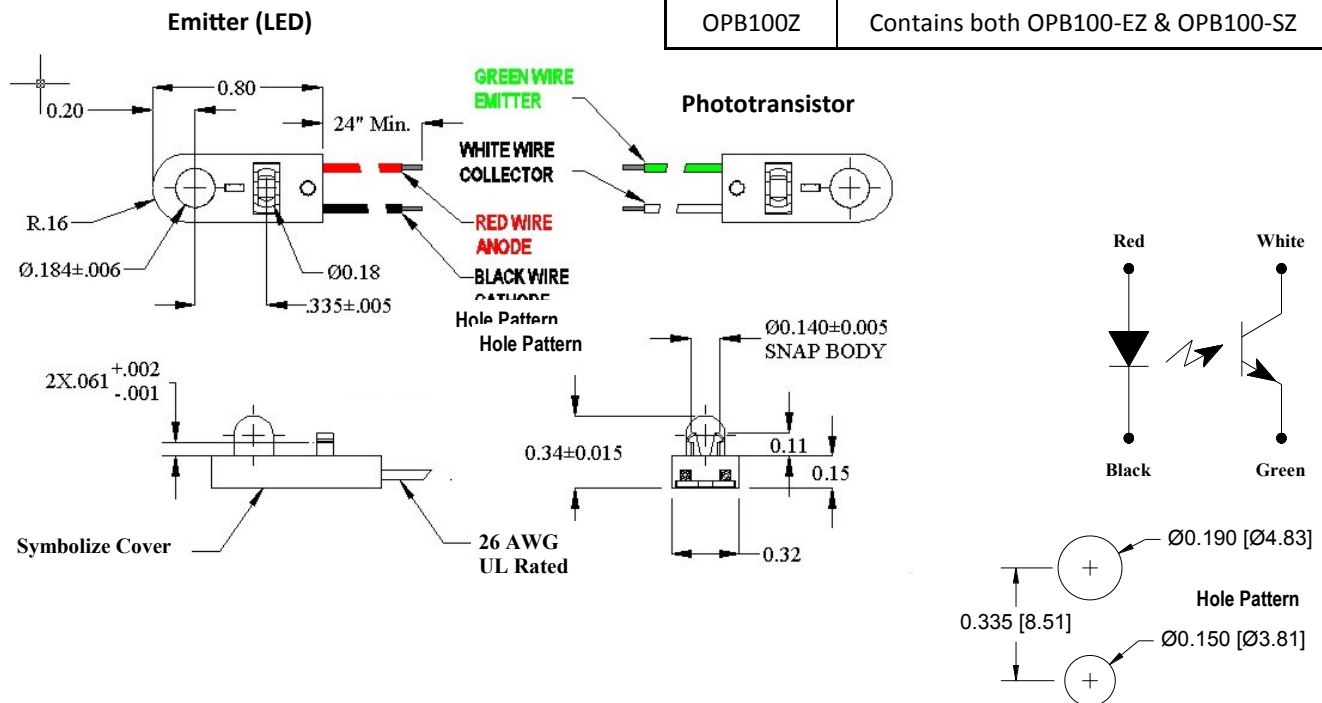 Emitter (LED)
OPB100Z
Contains both OPB100-EZ & OPB100-SZ
0.80
0.20
24" Min.
GREEN WIRE
EMITTER
Phototransistor
WHITE WIRE
COLLECTOR
R.16
RED WIRE
ANODE
Ø.184±.006
Ø0.18
BLACK WIRE
CATHODE
.335±.005
Hole Pattern
Hole Pattern
Ø0.140±0.005
SNAP BODY
2X.061 +.002
-.001
0.34±0.015
0.11
0.15
Symbolize Cover
26 AWG
UL Rated
0.32
Red
White
Black
Green
Ø0.190 [Ø4.83]
Hole Pattern
0.335 [8.51]
Ø0.150 [Ø3.81]